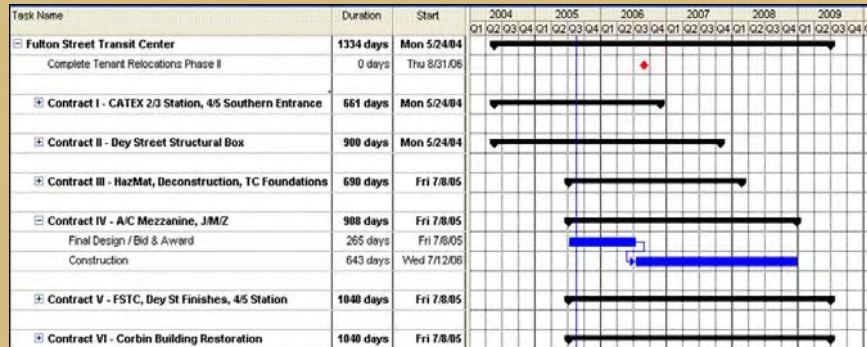 Task Name Duration Start 2004 2005 2006 2007 2008 2009
Q1 Q2 Q3 Q4 Q1 Q2 Q3 Q4 Q1 Q2 Q3 Q4 Q1 Q2 Q3 Q4 Q1 Q2 Q3 Q4 Q1 Q2 Q3 Q4
Fulton Street Transit Center 1334 days Mon 5/24/04
Complete Tenant Relocations Phase II 0 days Thu 8/31/06
Contract I - CATEX 2/3 Station, 4/5 Southern Entrance 661 days Mon 5/24/04
Contract II - Dey Street Structural Box 900 days Mon 5/24/04
Contract III - HazMat, Deconstruction, TC Foundations 690 days Fri 7/8/05
Contract IV - A/C Mezzanine, J/M/Z 908 days Fri 7/8/05
Final Design / Bid & Award 265 days Fri 7/8/05
Construction 643 days Wed 7/12/06
Contract V - FSTC, Dey St Finishes, 4/5 Station 1040 days Fri 7/8/05
Contract VI - Corbin Building Restoration 1040 days Fri 7/8/05